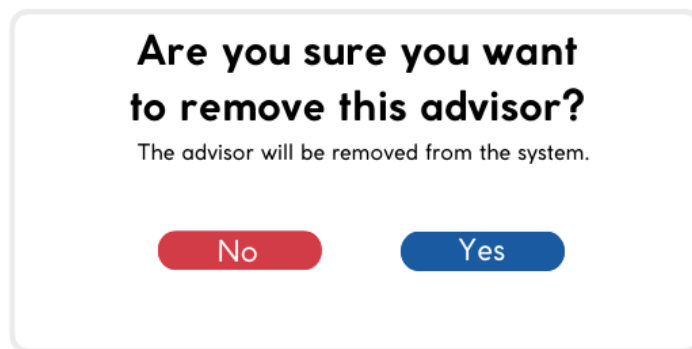 Are you sure you want
to remove this advisor?
The advisor will be removed from the system.
No
Yes